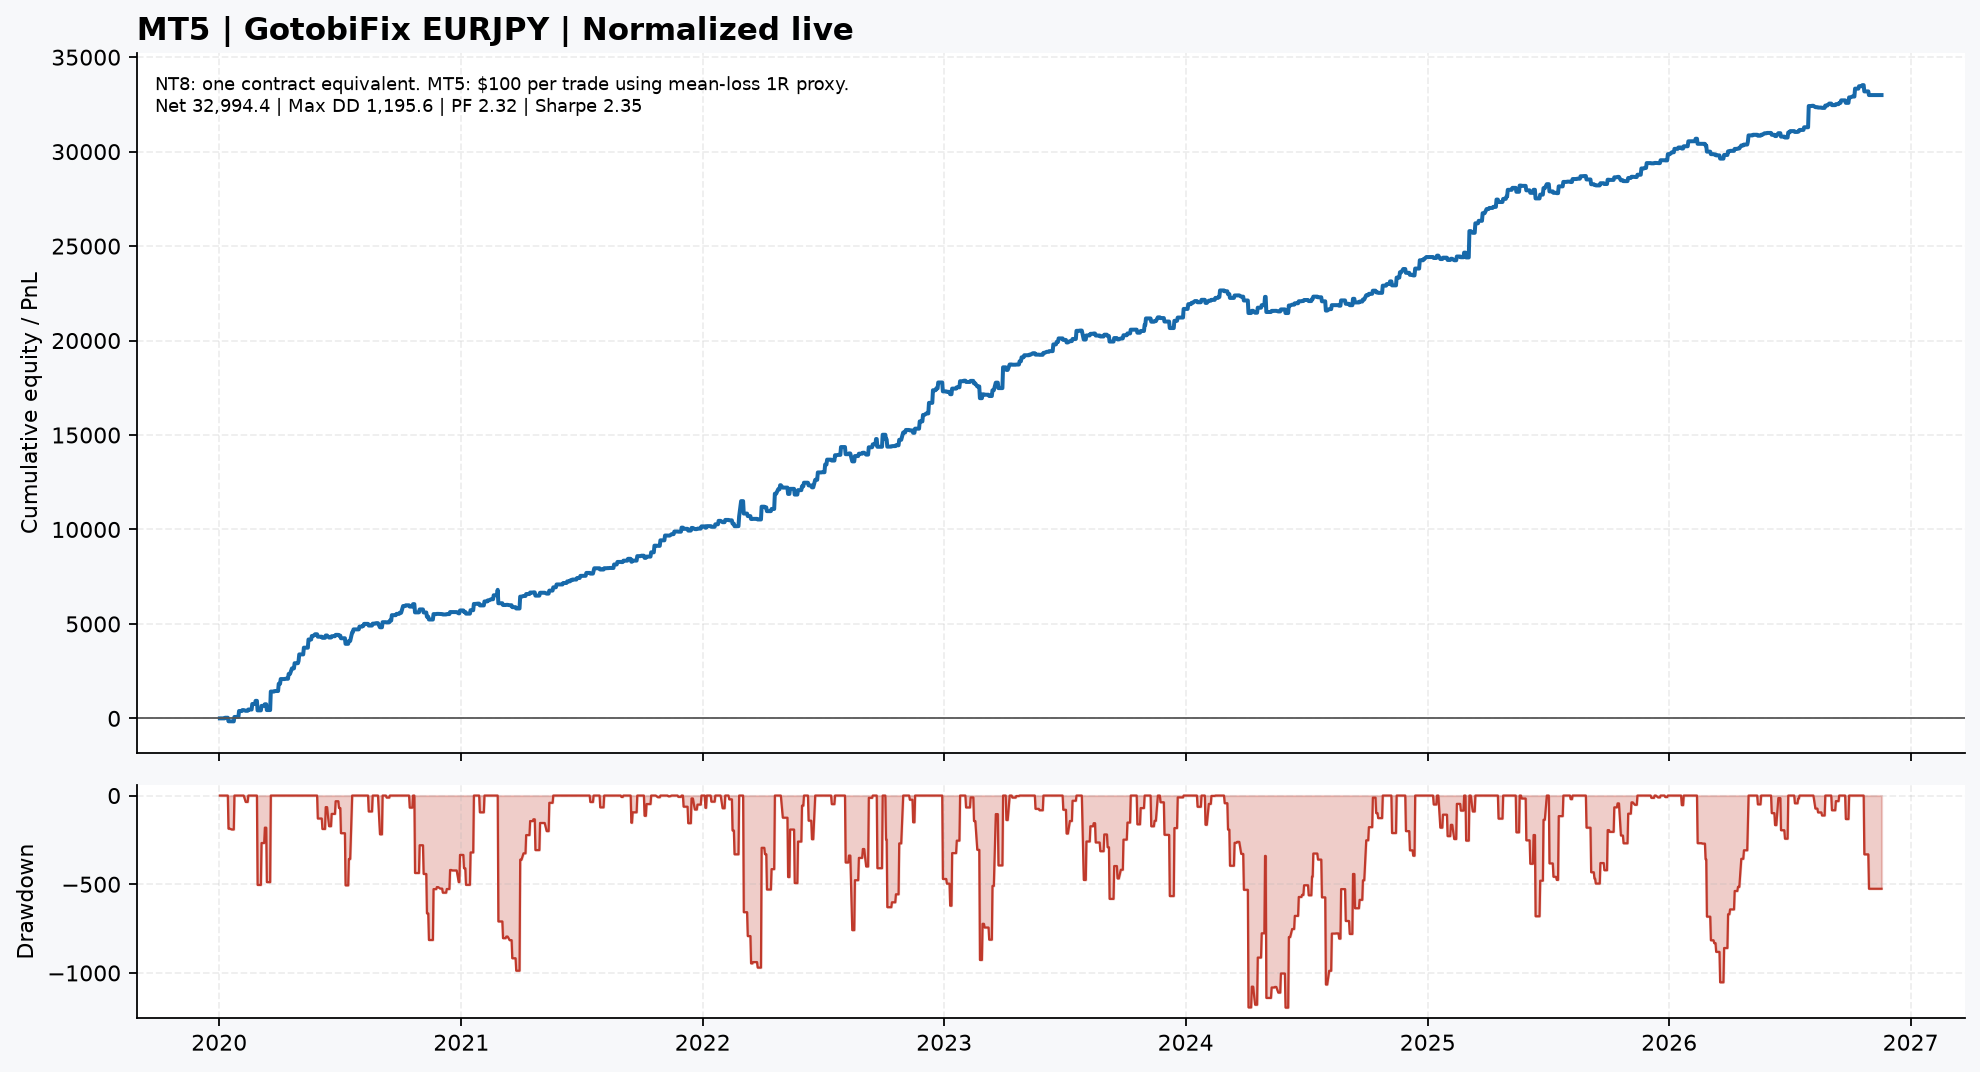 MT5 | GotobiFix EURJPY | Normalized live
NT8: one contract equivalent. MT5: $100 per trade using mean-loss 1R proxy.
Net 32,994.4 | Max DD 1,195.6 | PF 2.32 | Sharpe 2.35
Cumulative equity / PnL
35000
30000
25000
20000
15000
10000
5000
0
Drawdown
0
−500
−1000
2020 2021 2022 2023 2024 2025 2026 2027